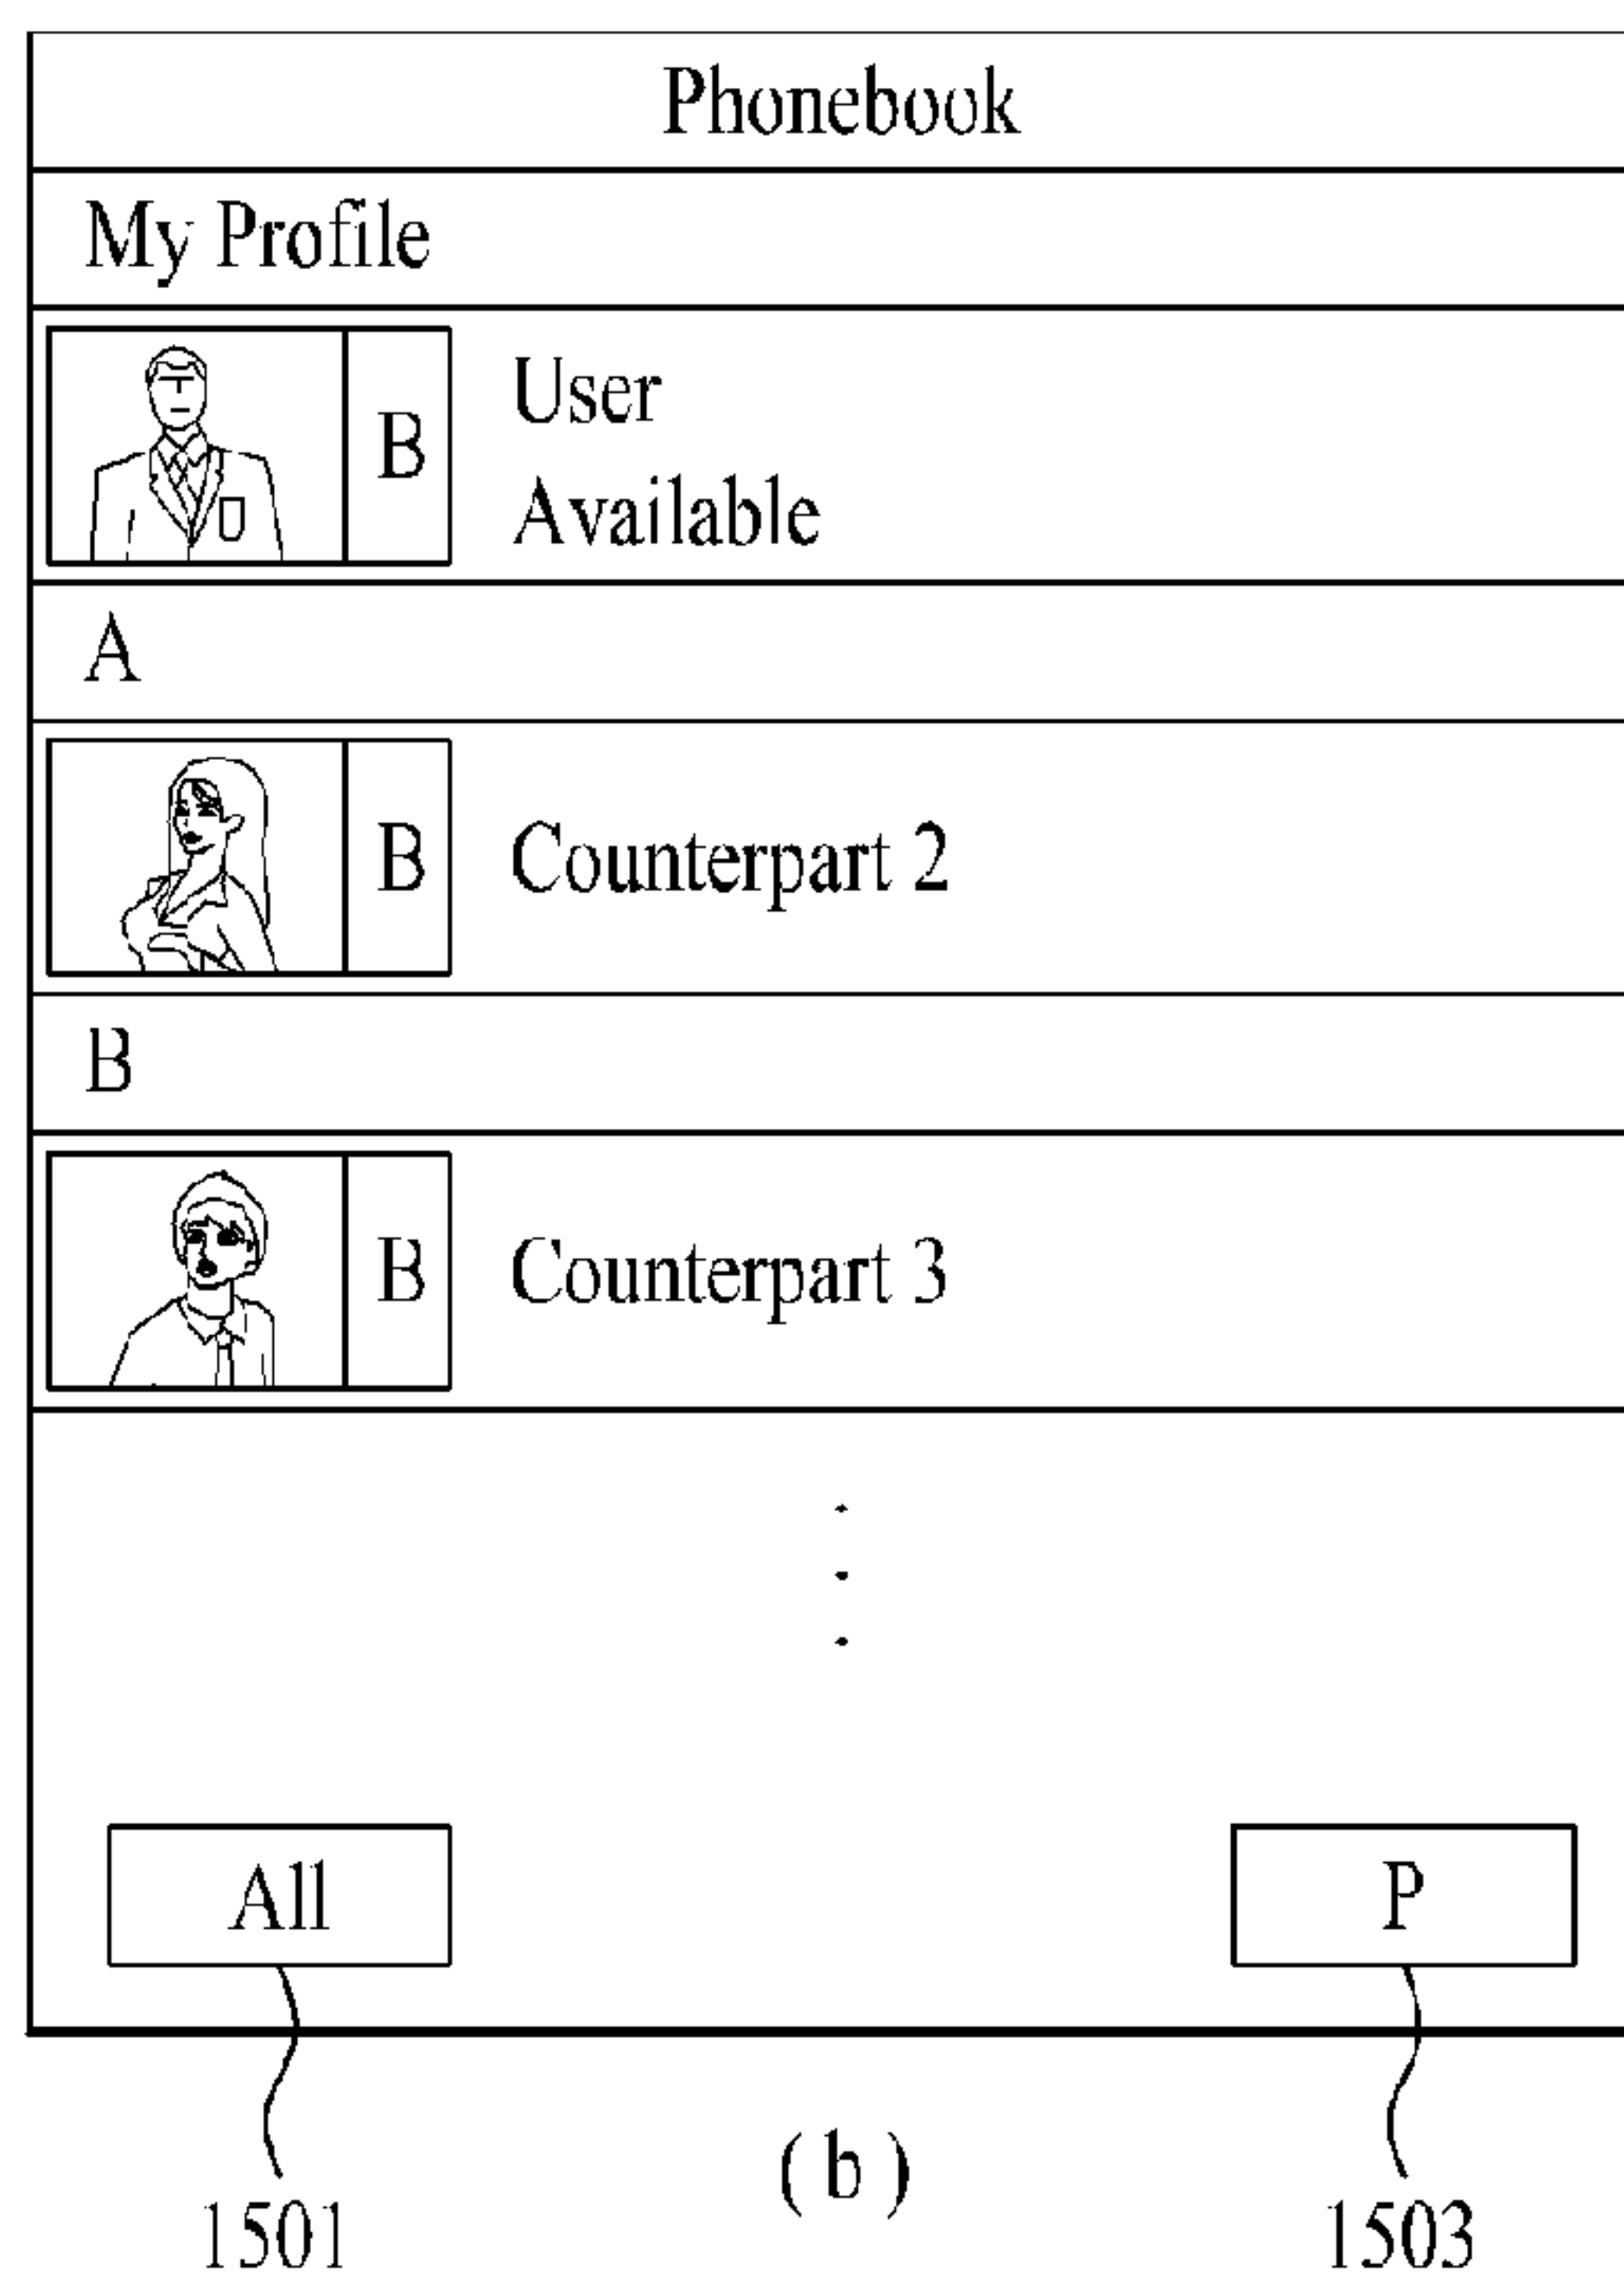 Phonebook
My Profile
B
User
Available
A
B
Counterpart 2
B
B
Counterpart 3
All
P
1501
( b )
1503